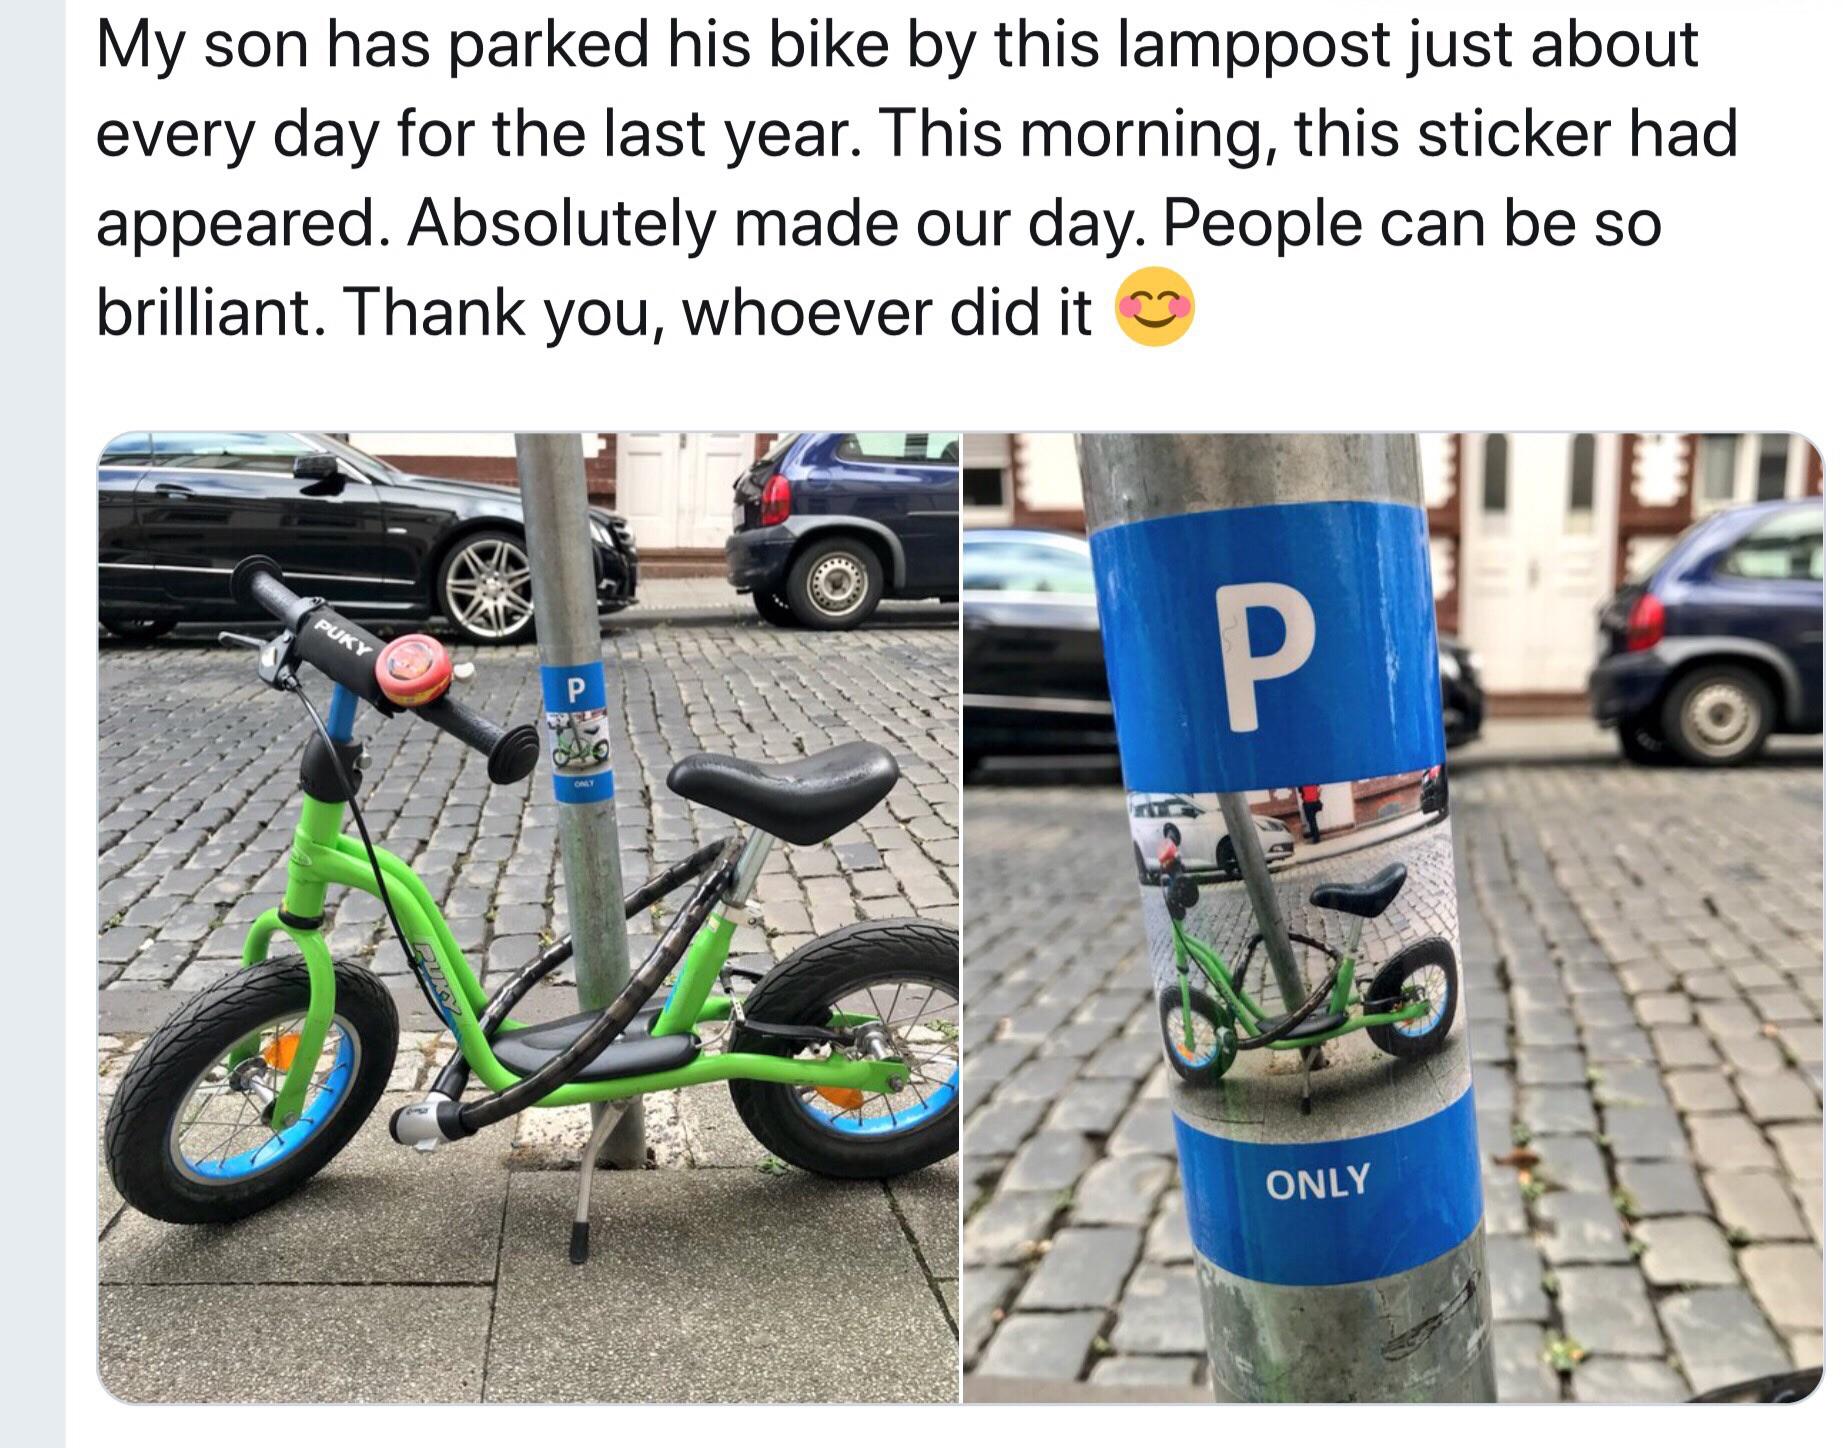 My son has parked his bike by this lamppost just about
every day for the last year. This morning, this sticker had
appeared. Absolutely made our day. People can be so
brilliant. Thank you, whoever did it 😊
PUKY
P
ONLY
PUKY
P
ONLY